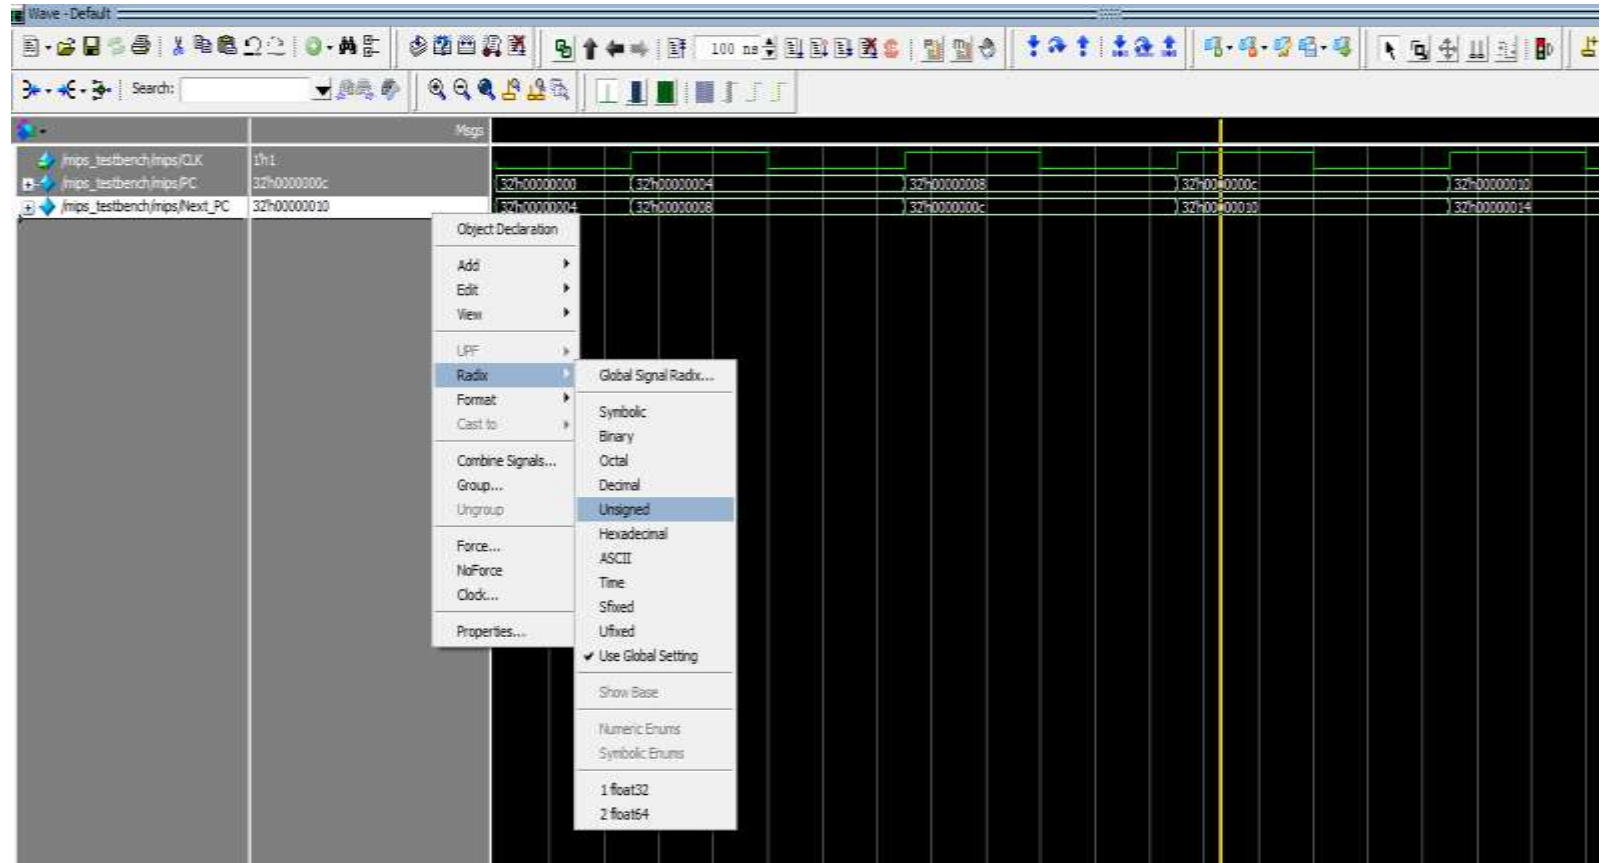 Wave - Default
100 ns
Search:
Msgs
/mips_testbench/mips/CLK 1'h1
/mips_testbench/mips/PC 32'h0000000c 32'h00000000 32'h00000004 32'h00000008 32'h0000000c 32'h00000010
/mips_testbench/mips/Next_PC 32'h00000010 32'h00000004 32'h00000008 32'h0000000c 32'h00000010 32'h00000014
Object Declaration
Add
Edit
View
UPF
Radix
Format
Cast to
Combine Signals...
Group...
Ungroup
Force...
NoForce
Clock...
Properties...
Global Signal Radix...
Symbolic
Binary
Octal
Decimal
Unsigned
Hexadecimal
ASCII
Time
Sfixed
Ufixed
Use Global Setting
Show Base
Numeric Enums
Symbolic Enums
1 float32
2 float64